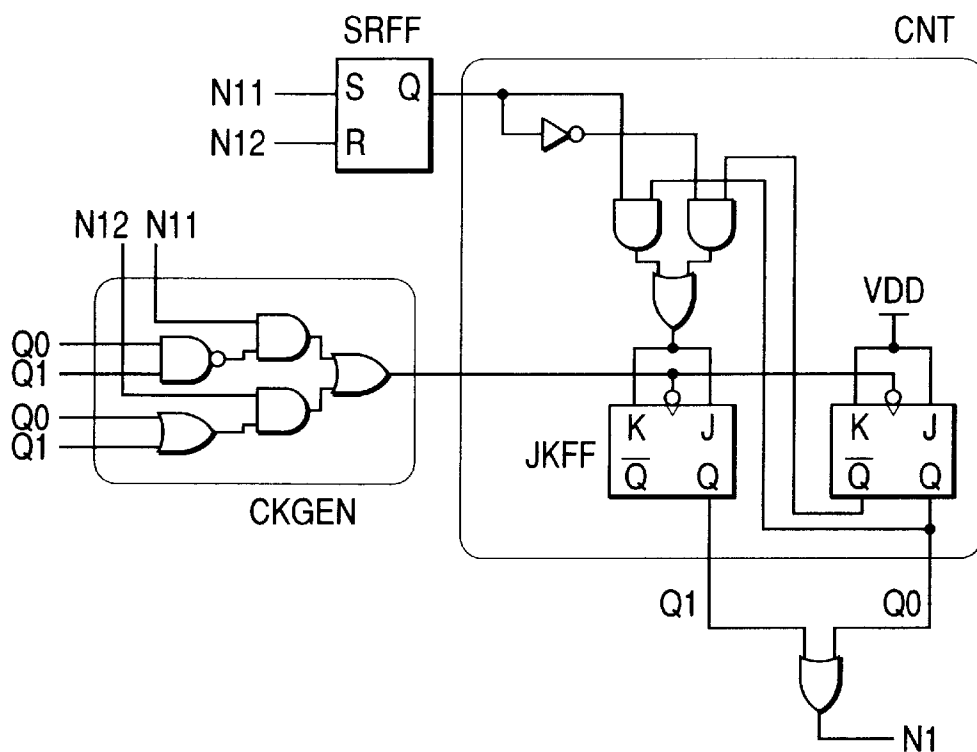 SRFF
CNT
N11
S Q
N12
R
N12 N11
VDD
Q0
Q1
Q0
Q1
CKGEN
JKFF
K J
Q̅ Q
K J
Q̅ Q
Q1
Q0
N1